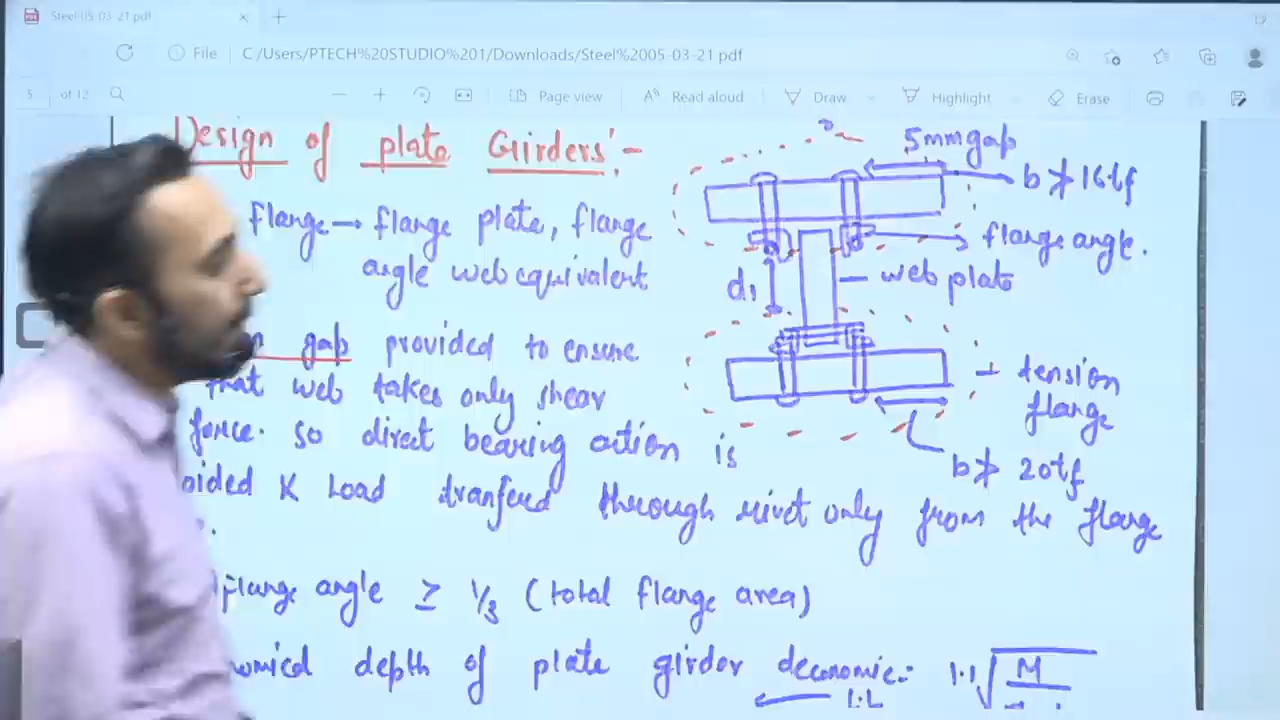 Steel 05-03-21.pdf
File C:/Users/PTECH%20STUDIO%201/Downloads/Steel%2005-03-21.pdf
5 of 12 Page view Read aloud Draw Highlight Erase
Design of plate Girders:-
flange → flange plate, flange
angle web equivalent
gap provided to ensure
that web takes only shear
force. so direct bearing action is
oided & Load tranfered through rivet only from the flange
flange angle ≥ 1/3 (total flange area)
omical depth of plate girder deconomic = 1.1√M
5mm gap
b ≯ 16tf
flange angle.
web plate
d1
tension
flange
b ≯ 20tf